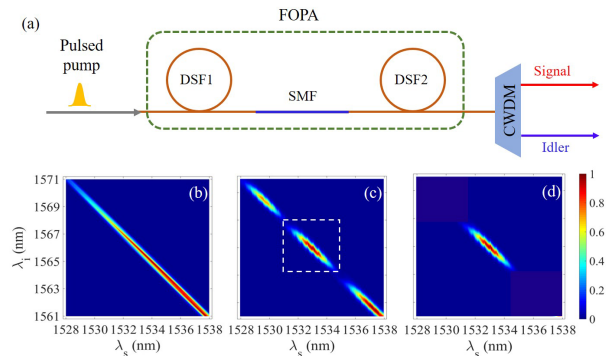 (a)
FOPA
Pulsed
pump
DSF1
DSF2
SMF
CWDM
Signal
Idler
(b)
(c)
(d)
λi (nm)
1571
1569
1567
1565
1563
1561
1528 1530 1532 1534 1536 1538
1528 1530 1532 1534 1536 1538
1528 1530 1532 1534 1536 1538
λs (nm)
λs (nm)
λs (nm)
1
0.8
0.6
0.4
0.2
0